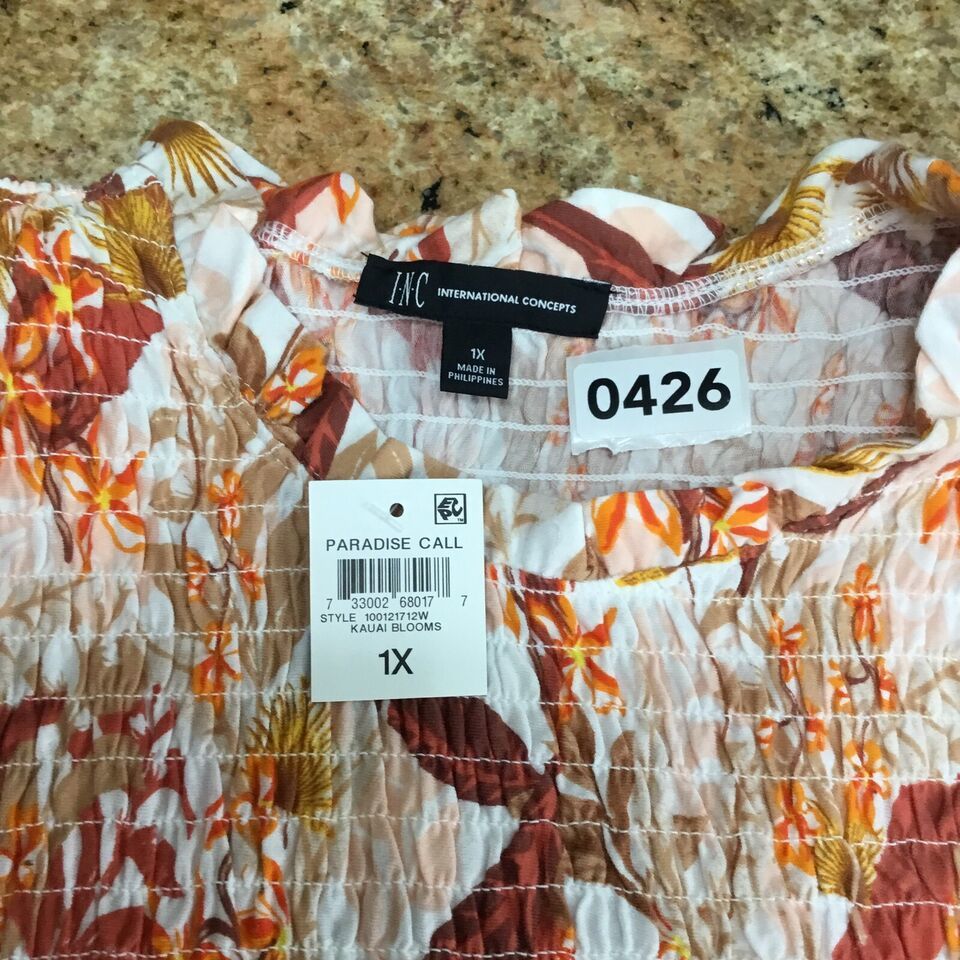 I·N·C INTERNATIONAL CONCEPTS
1X
MADE IN
PHILIPPINES
0426
PARADISE CALL
7 33002 68017 7
STYLE 100121712W
KAUAI BLOOMS
1X